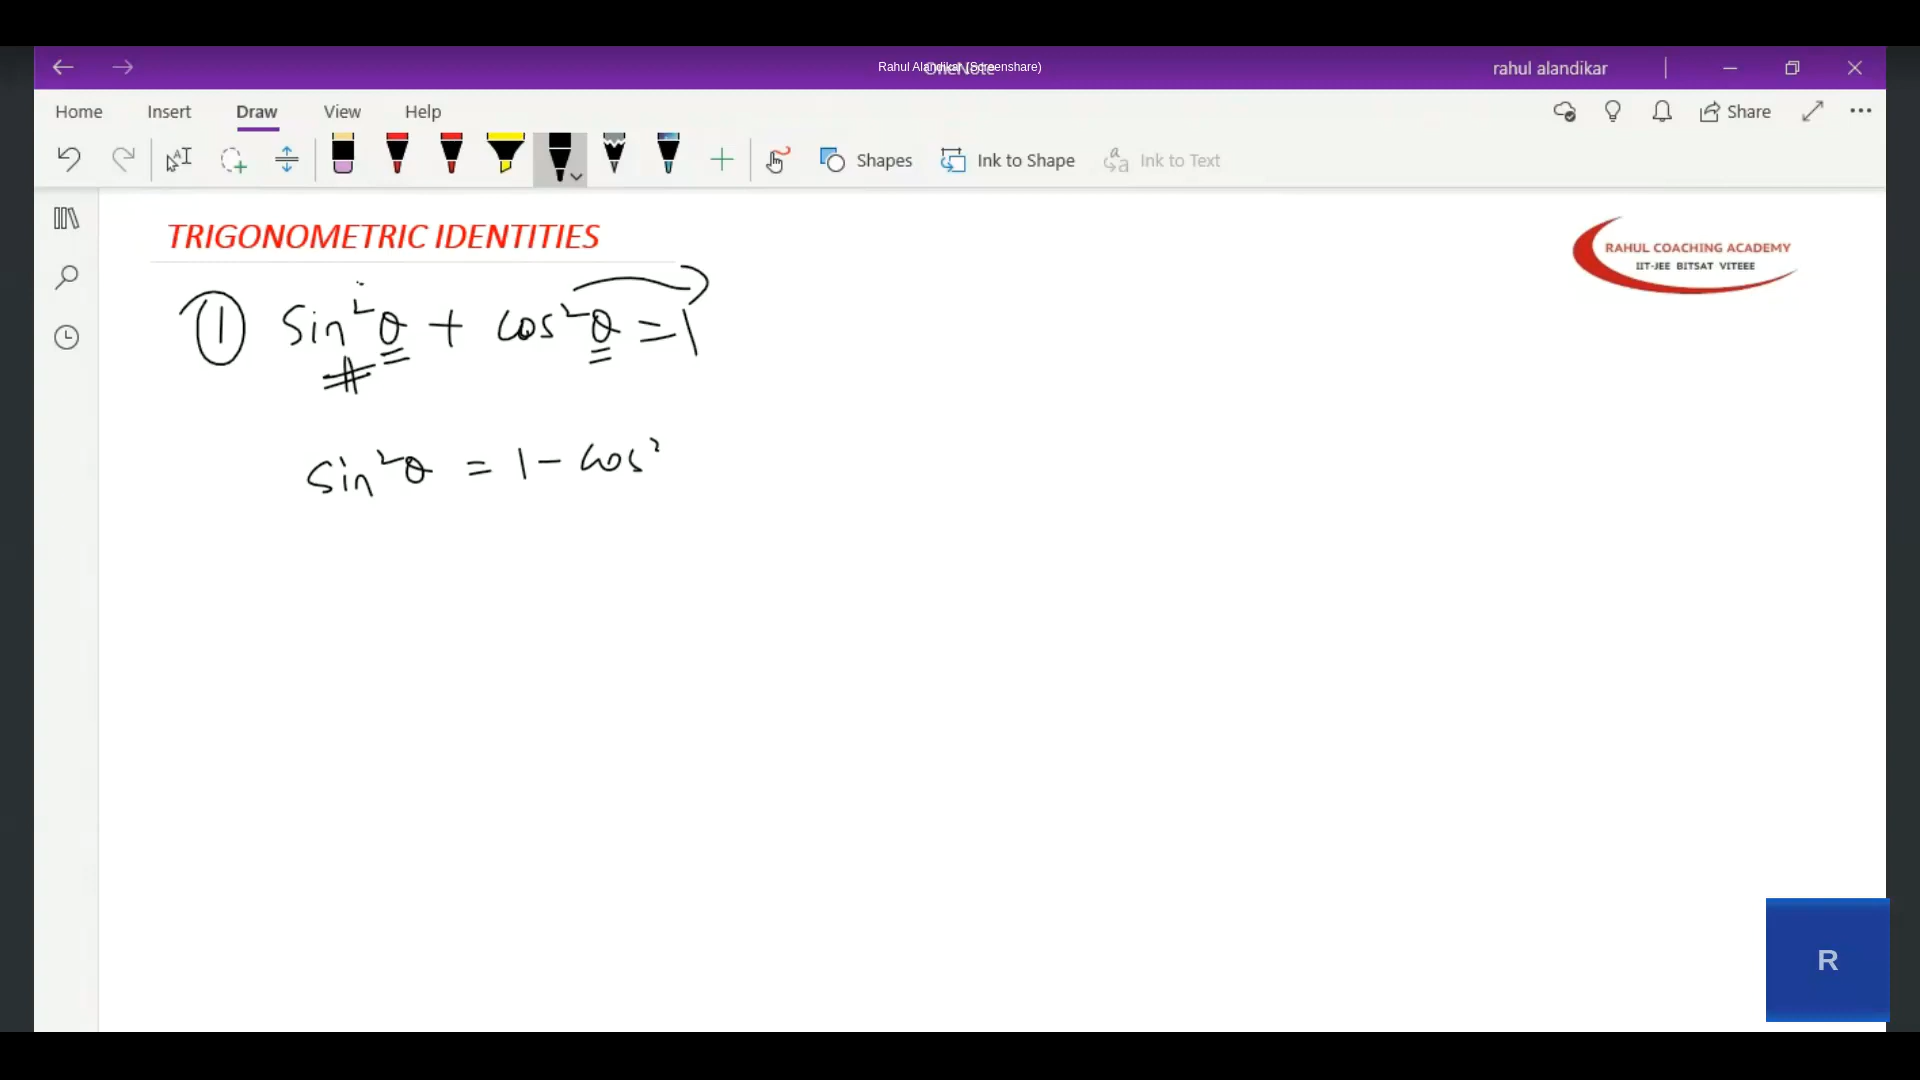 Rahul Alandikar (Screenshare)
rahul alandikar
Home Insert Draw View Help
Share
Shapes Ink to Shape Ink to Text
TRIGONOMETRIC IDENTITIES
RAHUL COACHING ACADEMY
IIT-JEE BITSAT VITEEE
① sin²θ + cos²θ = 1
sin²θ = 1 - cos²
R